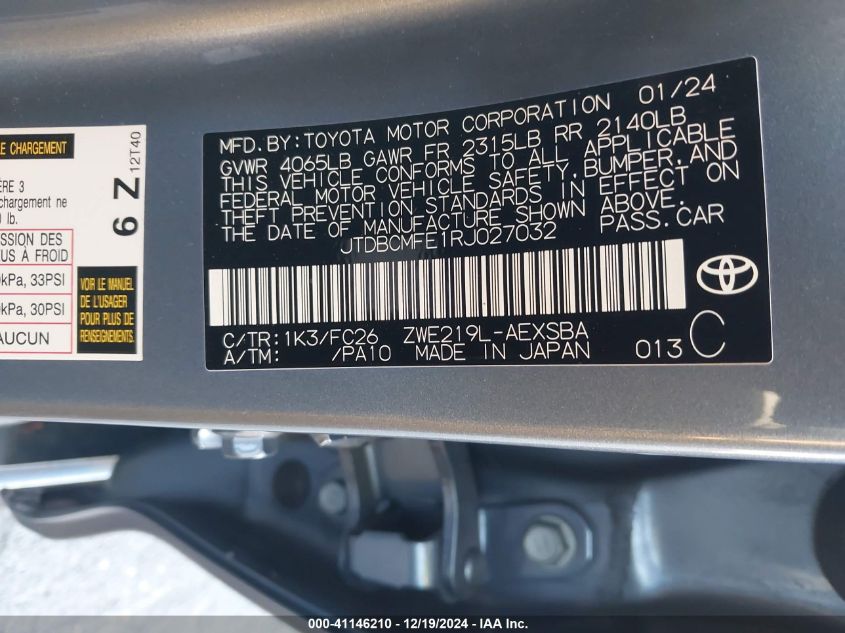 LE CHARGEMENT
ÈRE 3
chargement ne
lb.
6 Z
12T40
SSION DES
US À FROID
kPa, 33PSI
kPa, 30PSI
AUCUN
VOIR LE MANUEL
DE L'USAGER
POUR PLUS DE
RENSEIGNEMENTS.
MFD. BY: TOYOTA MOTOR CORPORATION 01/24
GVWR 4065LB GAWR FR 2315LB RR 2140LB
THIS VEHICLE CONFORMS TO ALL APPLICABLE
FEDERAL MOTOR VEHICLE SAFETY, BUMPER, AND
THEFT PREVENTION STANDARDS IN EFFECT ON
THE DATE OF MANUFACTURE SHOWN ABOVE.
JTDBCMFE1RJ027032 PASS. CAR
C/TR: 1K3/FC26 ZWE219L-AEXSBA
A/TM: /PA10 MADE IN JAPAN 013 C
000-41146210 - 12/19/2024 - IAA Inc.